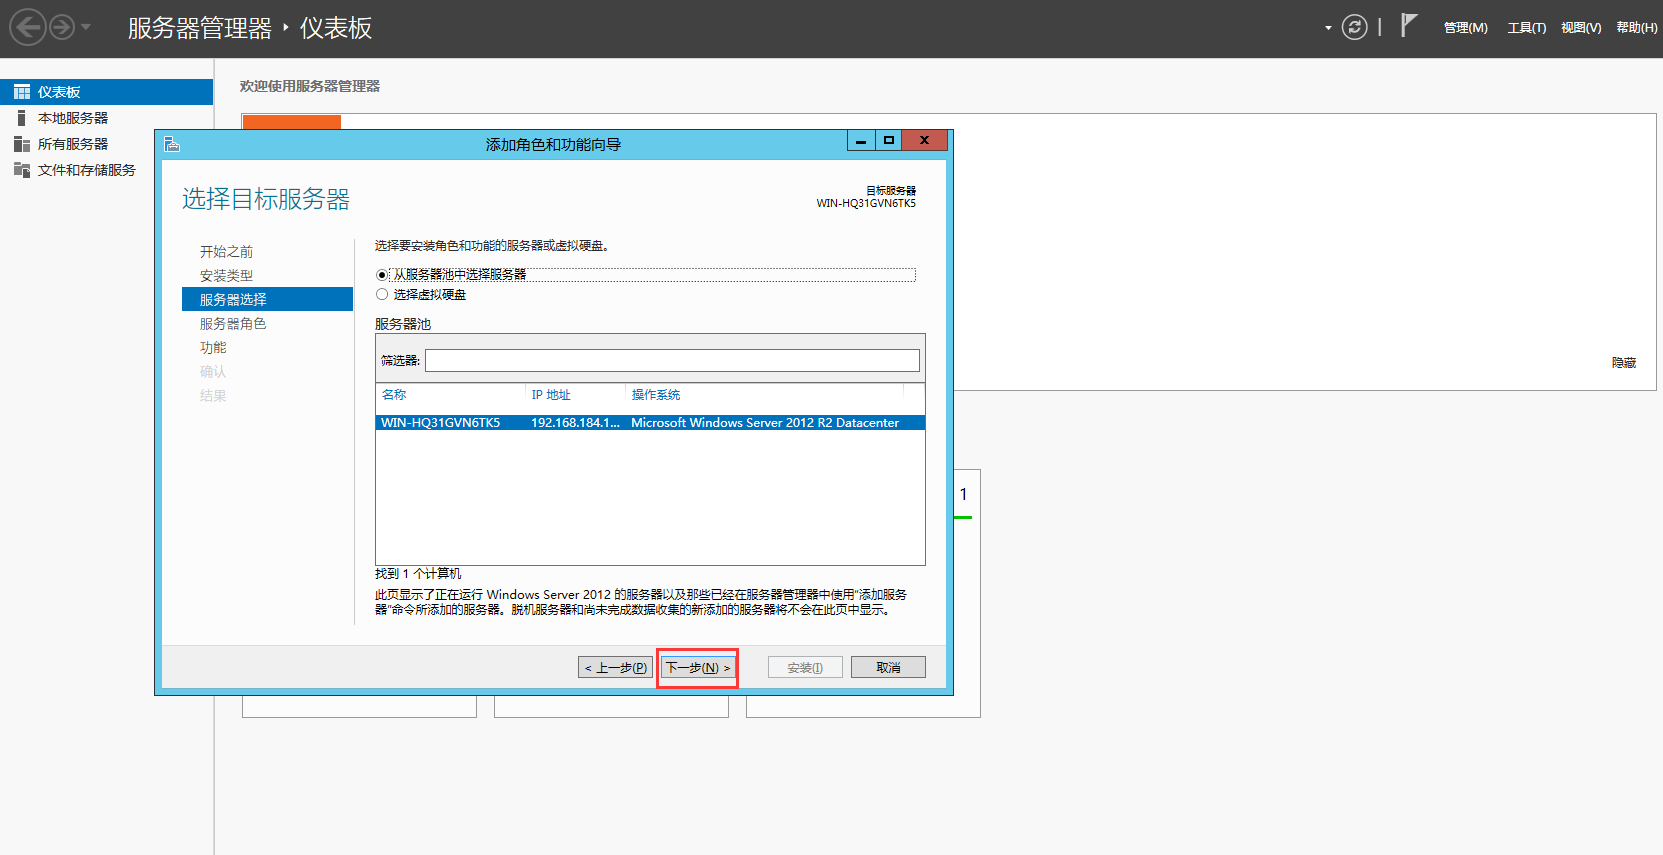 服务器管理器 ‣ 仪表板
管理(M) 工具(T) 视图(V) 帮助(H)
仪表板
本地服务器
所有服务器
文件和存储服务
欢迎使用服务器管理器
隐藏
1
添加角色和功能向导
选择目标服务器
目标服务器
WIN-HQ31GVN6TK5
开始之前
安装类型
服务器选择
服务器角色
功能
确认
结果
选择要安装角色和功能的服务器或虚拟硬盘。
从服务器池中选择服务器
选择虚拟硬盘
服务器池
筛选器:
名称 IP 地址 操作系统
WIN-HQ31GVN6TK5 192.168.184.1... Microsoft Windows Server 2012 R2 Datacenter
找到 1 个计算机
此页显示了正在运行 Windows Server 2012 的服务器以及那些已经在服务器管理器中使用"添加服务
器"命令所添加的服务器。脱机服务器和尚未完成数据收集的新添加的服务器将不会在此页中显示。
< 上一步(P) 下一步(N) > 安装(I) 取消